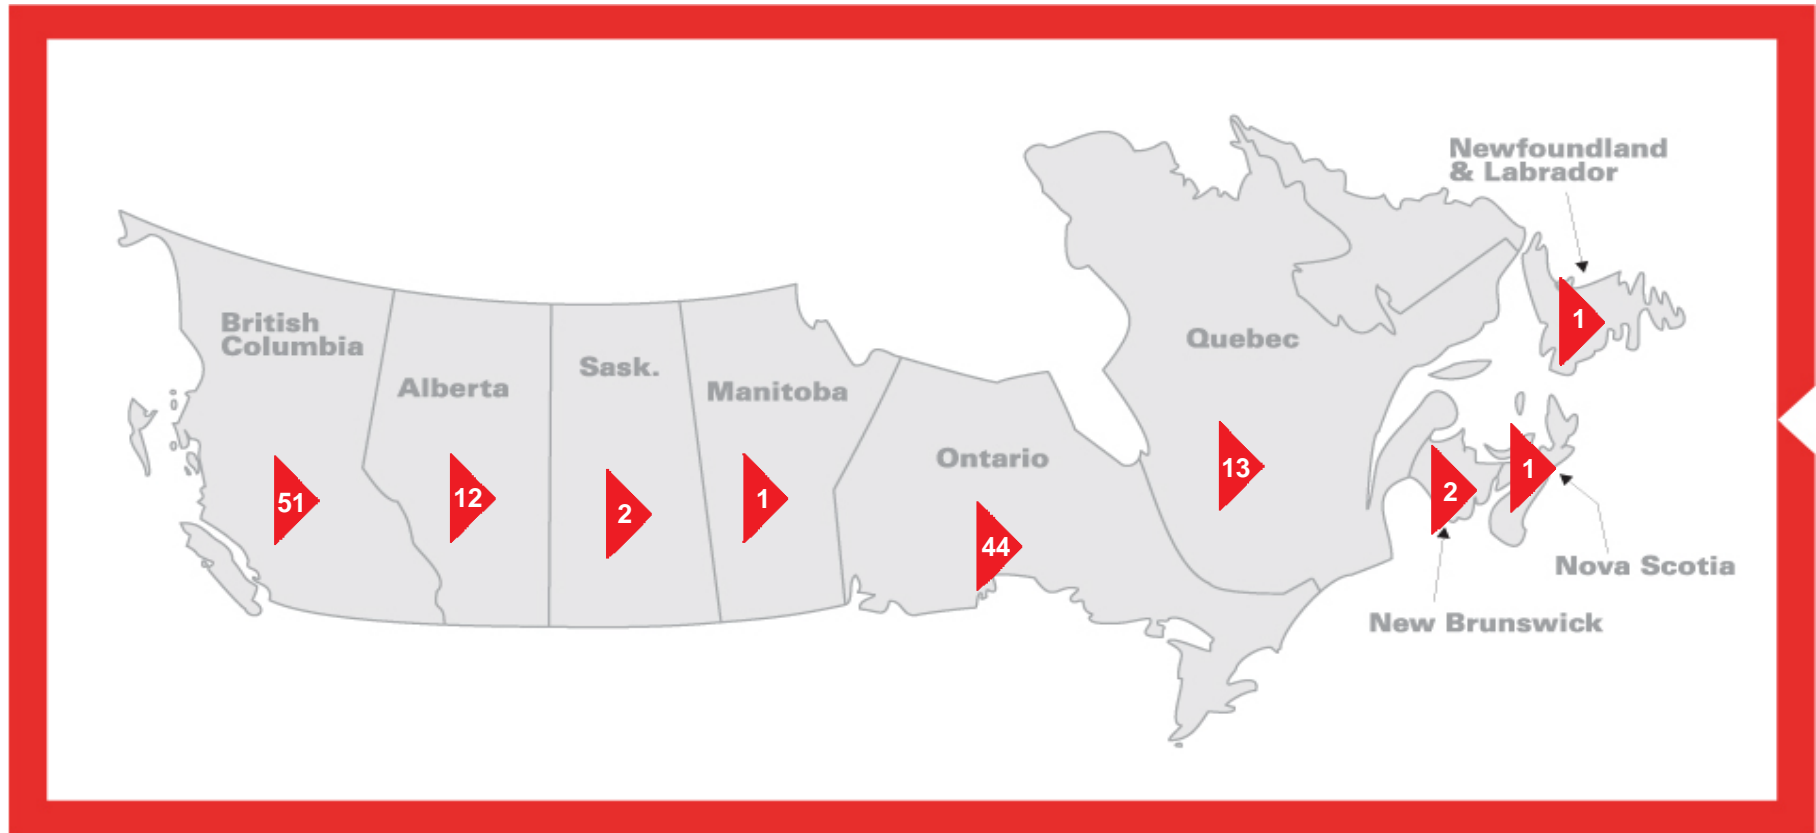 Newfoundland
& Labrador
British
Columbia
Quebec
Sask.
Alberta
Manitoba
Ontario
1
51
12
2
1
44
13
2
1
Nova Scotia
New Brunswick